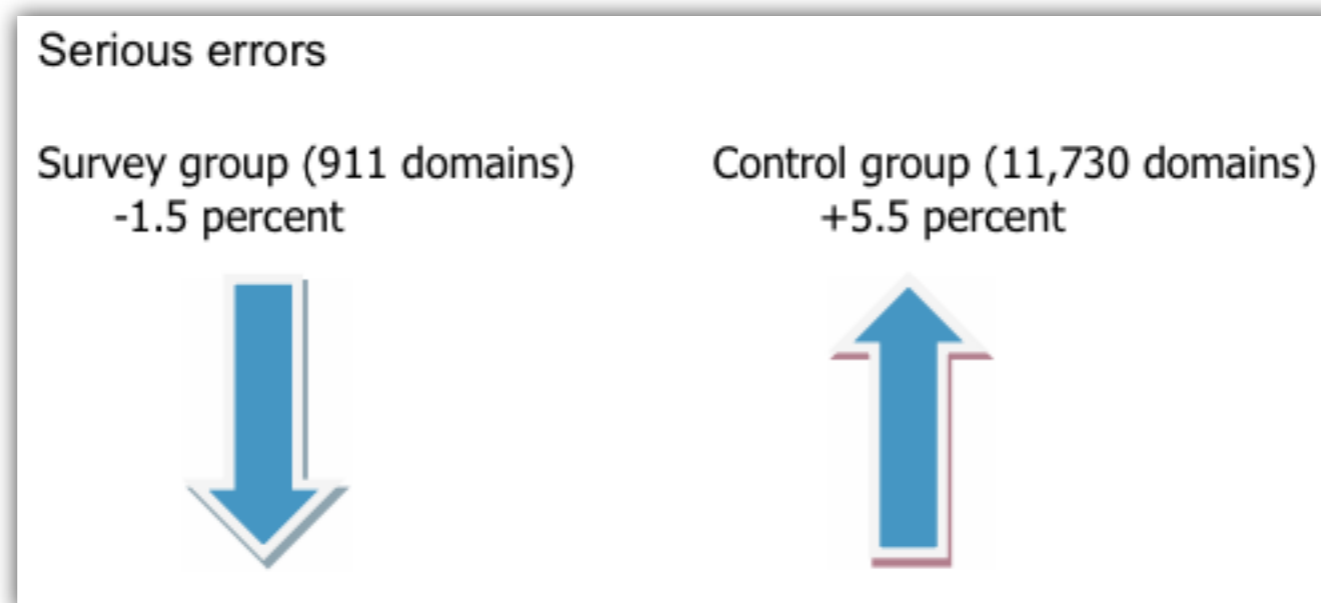 Serious errors
Survey group (911 domains)
-1.5 percent
Control group (11,730 domains)
+5.5 percent